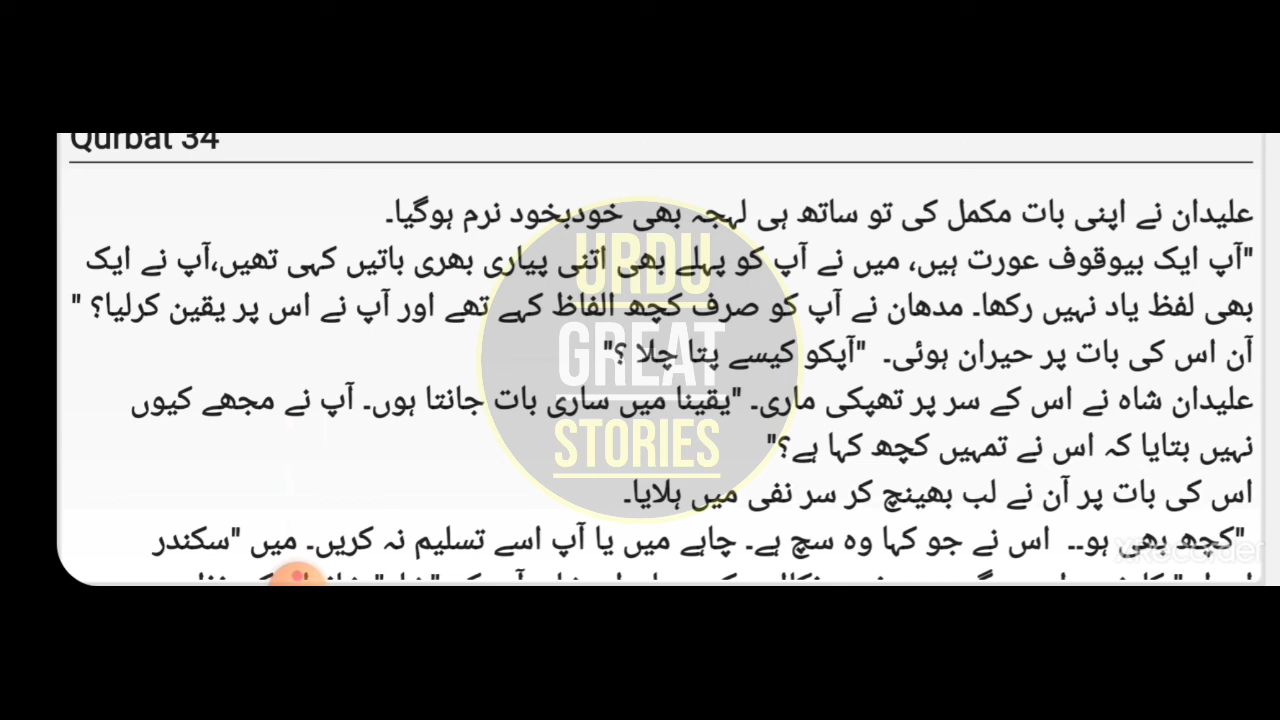 Qurbat 34
علیدان نے اپنی بات مکمل کی تو ساتھ ہی لہجہ بھی خودبخود نرم ہوگیا۔
"آپ ایک بیوقوف عورت ہیں، میں نے آپ کو پہلے بھی اتنی پیاری بھری باتیں کہی تھیں،آپ نے ایک
بھی لفظ یاد نہیں رکھا۔ مدھان نے آپ کو صرف کچھ الفاظ کہے تھے اور آپ نے اس پر یقین کرلیا؟ "
آن اس کی بات پر حیران ہوئی۔ "آپکو کیسے پتا چلا ؟"
علیدان شاہ نے اس کے سر پر تھپکی ماری۔ "یقینا میں ساری بات جانتا ہوں۔ آپ نے مجھے کیوں
نہیں بتایا کہ اس نے تمہیں کچھ کہا ہے؟"
اس کی بات پر آن نے لب بھینچ کر سر نفی میں ہلایا۔
"کچھ بھی ہو۔۔ اس نے جو کہا وہ سچ ہے۔ چاہے میں یا آپ اسے تسلیم نہ کریں۔ میں "سکندر
URDU
GREAT
STORIES
XRecorder